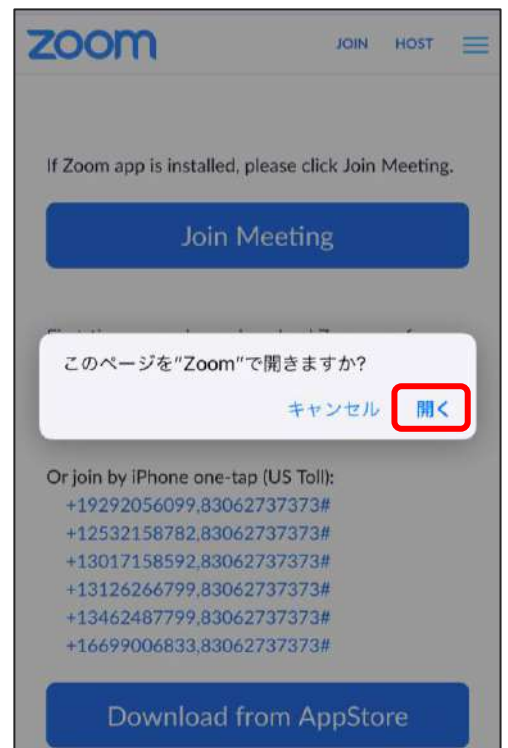 zoom
JOIN HOST
If Zoom app is installed, please click Join Meeting.
Join Meeting
このページを"Zoom"で開きますか?
キャンセル 開く
Or join by iPhone one-tap (US Toll):
+19292056099,83062737373#
+12532158782,83062737373#
+13017158592,83062737373#
+13126266799,83062737373#
+13462487799,83062737373#
+16699006833,83062737373#
Download from AppStore